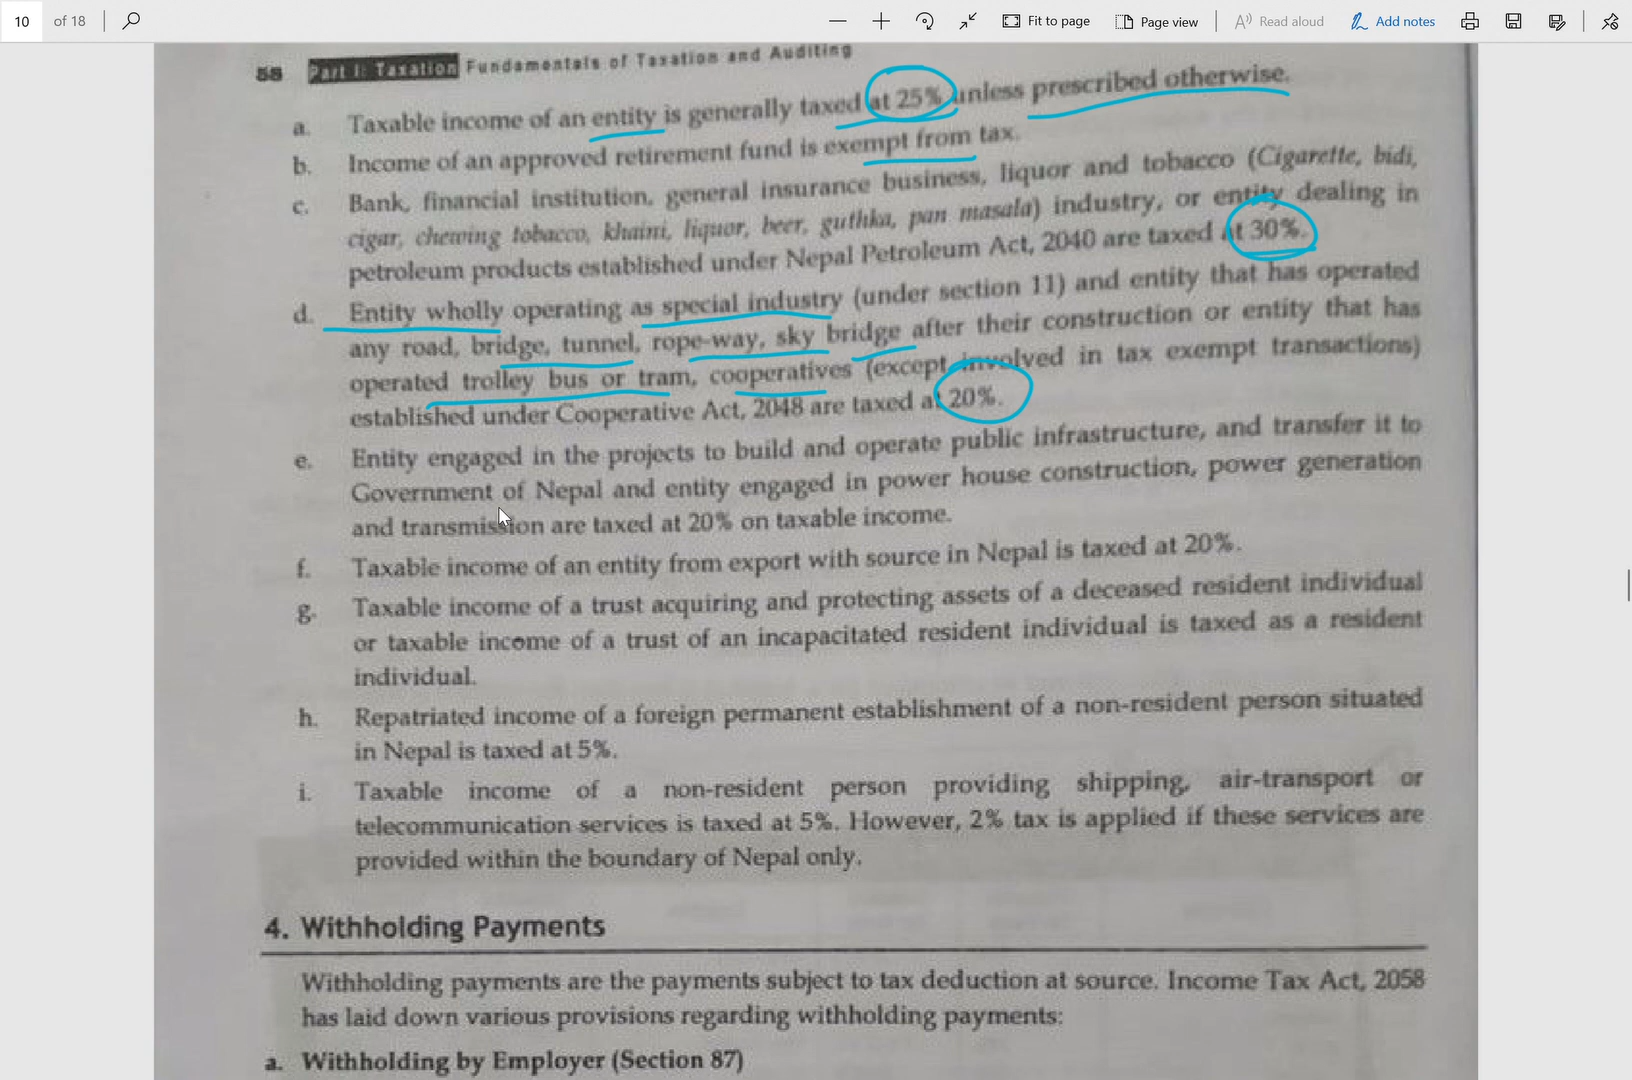 10 of 18 Fit to page Page view Read aloud Add notes
58 Part I: Taxation Fundamentals of Taxation and Auditing
a. Taxable income of an entity is generally taxed at 25% unless prescribed otherwise.
b. Income of an approved retirement fund is exempt from tax.
c. Bank, financial institution, general insurance business, liquor and tobacco (Cigarette, bidi,
cigar, chewing tobacco, khaini, liquor, beer, guthka, pan masala) industry, or entity dealing in
petroleum products established under Nepal Petroleum Act, 2040 are taxed at 30%.
d. Entity wholly operating as special industry (under section 11) and entity that has operated
any road, bridge, tunnel, rope-way, sky bridge after their construction or entity that has
operated trolley bus or tram, cooperatives (except involved in tax exempt transactions)
established under Cooperative Act, 2048 are taxed at 20%.
e. Entity engaged in the projects to build and operate public infrastructure, and transfer it to
Government of Nepal and entity engaged in power house construction, power generation
and transmission are taxed at 20% on taxable income.
f. Taxable income of an entity from export with source in Nepal is taxed at 20%.
g. Taxable income of a trust acquiring and protecting assets of a deceased resident individual
or taxable income of a trust of an incapacitated resident individual is taxed as a resident
individual.
h. Repatriated income of a foreign permanent establishment of a non-resident person situated
in Nepal is taxed at 5%.
i. Taxable income of a non-resident person providing shipping, air-transport or
telecommunication services is taxed at 5%. However, 2% tax is applied if these services are
provided within the boundary of Nepal only.
4. Withholding Payments
Withholding payments are the payments subject to tax deduction at source. Income Tax Act, 2058
has laid down various provisions regarding withholding payments:
a. Withholding by Employer (Section 87)